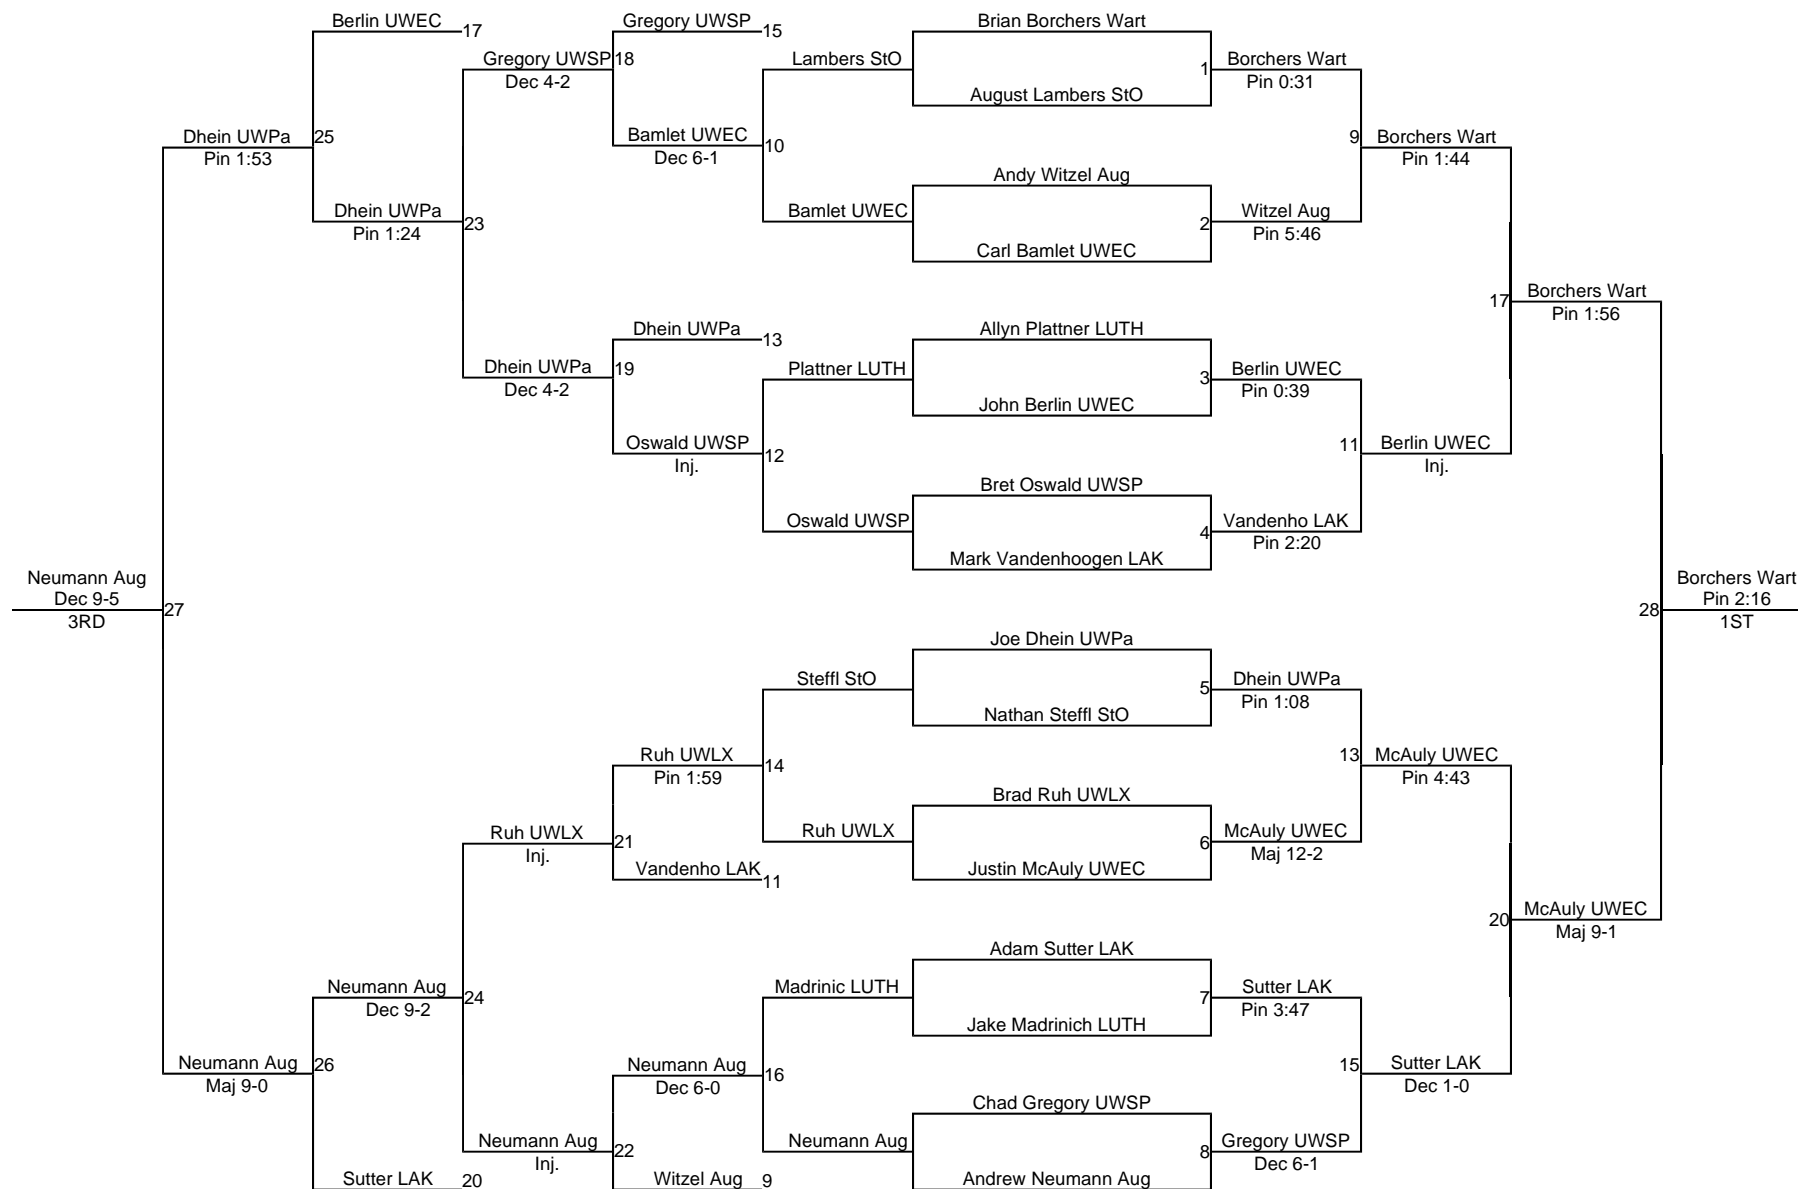 Berlin UWEC
17
Gregory UWSP
15
Brian Borchers Wart
Gregory UWSP
18
Dec 4-2
Lambers StO
1
Borchers Wart
Pin 0:31
August Lambers StO
Dhein UWPa
25
Pin 1:53
Bamlet UWEC
10
Dec 6-1
9
Borchers Wart
Pin 1:44
Andy Witzel Aug
Dhein UWPa
23
Pin 1:24
Bamlet UWEC
2
Witzel Aug
Pin 5:46
Carl Bamlet UWEC
17
Borchers Wart
Pin 1:56
Dhein UWPa
13
Allyn Plattner LUTH
Dhein UWPa
19
Dec 4-2
Plattner LUTH
3
Berlin UWEC
Pin 0:39
John Berlin UWEC
Oswald UWSP
12
Inj.
11
Berlin UWEC
Inj.
Bret Oswald UWSP
Oswald UWSP
4
Vandenho LAK
Pin 2:20
Mark Vandenhoogen LAK
Neumann Aug
Dec 9-5
27
3RD
28
Borchers Wart
Pin 2:16
1ST
Joe Dhein UWPa
Steffl StO
5
Dhein UWPa
Pin 1:08
Nathan Steffl StO
Ruh UWLX
14
Pin 1:59
13
McAuly UWEC
Pin 4:43
Brad Ruh UWLX
Ruh UWLX
21
Inj.
Ruh UWLX
6
McAuly UWEC
Maj 12-2
Vandenho LAK
11
Justin McAuly UWEC
20
McAuly UWEC
Maj 9-1
Adam Sutter LAK
Neumann Aug
24
Dec 9-2
Madrinic LUTH
7
Sutter LAK
Pin 3:47
Jake Madrinich LUTH
Neumann Aug
26
Maj 9-0
Neumann Aug
16
Dec 6-0
15
Sutter LAK
Dec 1-0
Chad Gregory UWSP
Neumann Aug
22
Inj.
Neumann Aug
8
Gregory UWSP
Dec 6-1
Sutter LAK
20
Witzel Aug
9
Andrew Neumann Aug